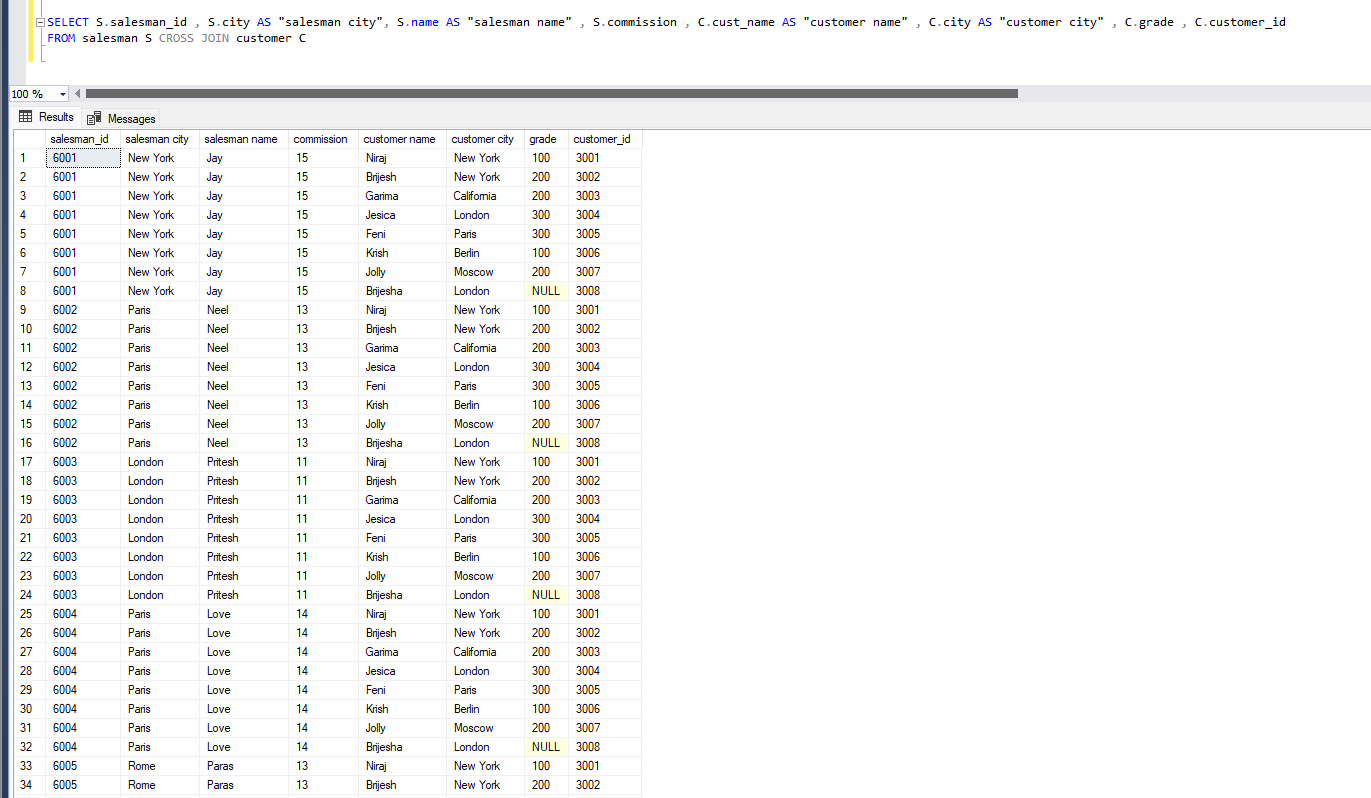 SELECT S.salesman_id , S.city AS "salesman city", S.name AS "salesman name" , S.commission , C.cust_name AS "customer name" , C.city AS "customer city" , C.grade , C.customer_id
FROM salesman S CROSS JOIN customer C
100 %
Results Messages
salesman_id salesman city salesman name commission customer name customer city grade customer_id
1 6001 New York Jay 15 Niraj New York 100 3001
2 6001 New York Jay 15 Brijesh New York 200 3002
3 6001 New York Jay 15 Garima California 200 3003
4 6001 New York Jay 15 Jesica London 300 3004
5 6001 New York Jay 15 Feni Paris 300 3005
6 6001 New York Jay 15 Krish Berlin 100 3006
7 6001 New York Jay 15 Jolly Moscow 200 3007
8 6001 New York Jay 15 Brijesha London NULL 3008
9 6002 Paris Neel 13 Niraj New York 100 3001
10 6002 Paris Neel 13 Brijesh New York 200 3002
11 6002 Paris Neel 13 Garima California 200 3003
12 6002 Paris Neel 13 Jesica London 300 3004
13 6002 Paris Neel 13 Feni Paris 300 3005
14 6002 Paris Neel 13 Krish Berlin 100 3006
15 6002 Paris Neel 13 Jolly Moscow 200 3007
16 6002 Paris Neel 13 Brijesha London NULL 3008
17 6003 London Pritesh 11 Niraj New York 100 3001
18 6003 London Pritesh 11 Brijesh New York 200 3002
19 6003 London Pritesh 11 Garima California 200 3003
20 6003 London Pritesh 11 Jesica London 300 3004
21 6003 London Pritesh 11 Feni Paris 300 3005
22 6003 London Pritesh 11 Krish Berlin 100 3006
23 6003 London Pritesh 11 Jolly Moscow 200 3007
24 6003 London Pritesh 11 Brijesha London NULL 3008
25 6004 Paris Love 14 Niraj New York 100 3001
26 6004 Paris Love 14 Brijesh New York 200 3002
27 6004 Paris Love 14 Garima California 200 3003
28 6004 Paris Love 14 Jesica London 300 3004
29 6004 Paris Love 14 Feni Paris 300 3005
30 6004 Paris Love 14 Krish Berlin 100 3006
31 6004 Paris Love 14 Jolly Moscow 200 3007
32 6004 Paris Love 14 Brijesha London NULL 3008
33 6005 Rome Paras 13 Niraj New York 100 3001
34 6005 Rome Paras 13 Brijesh New York 200 3002